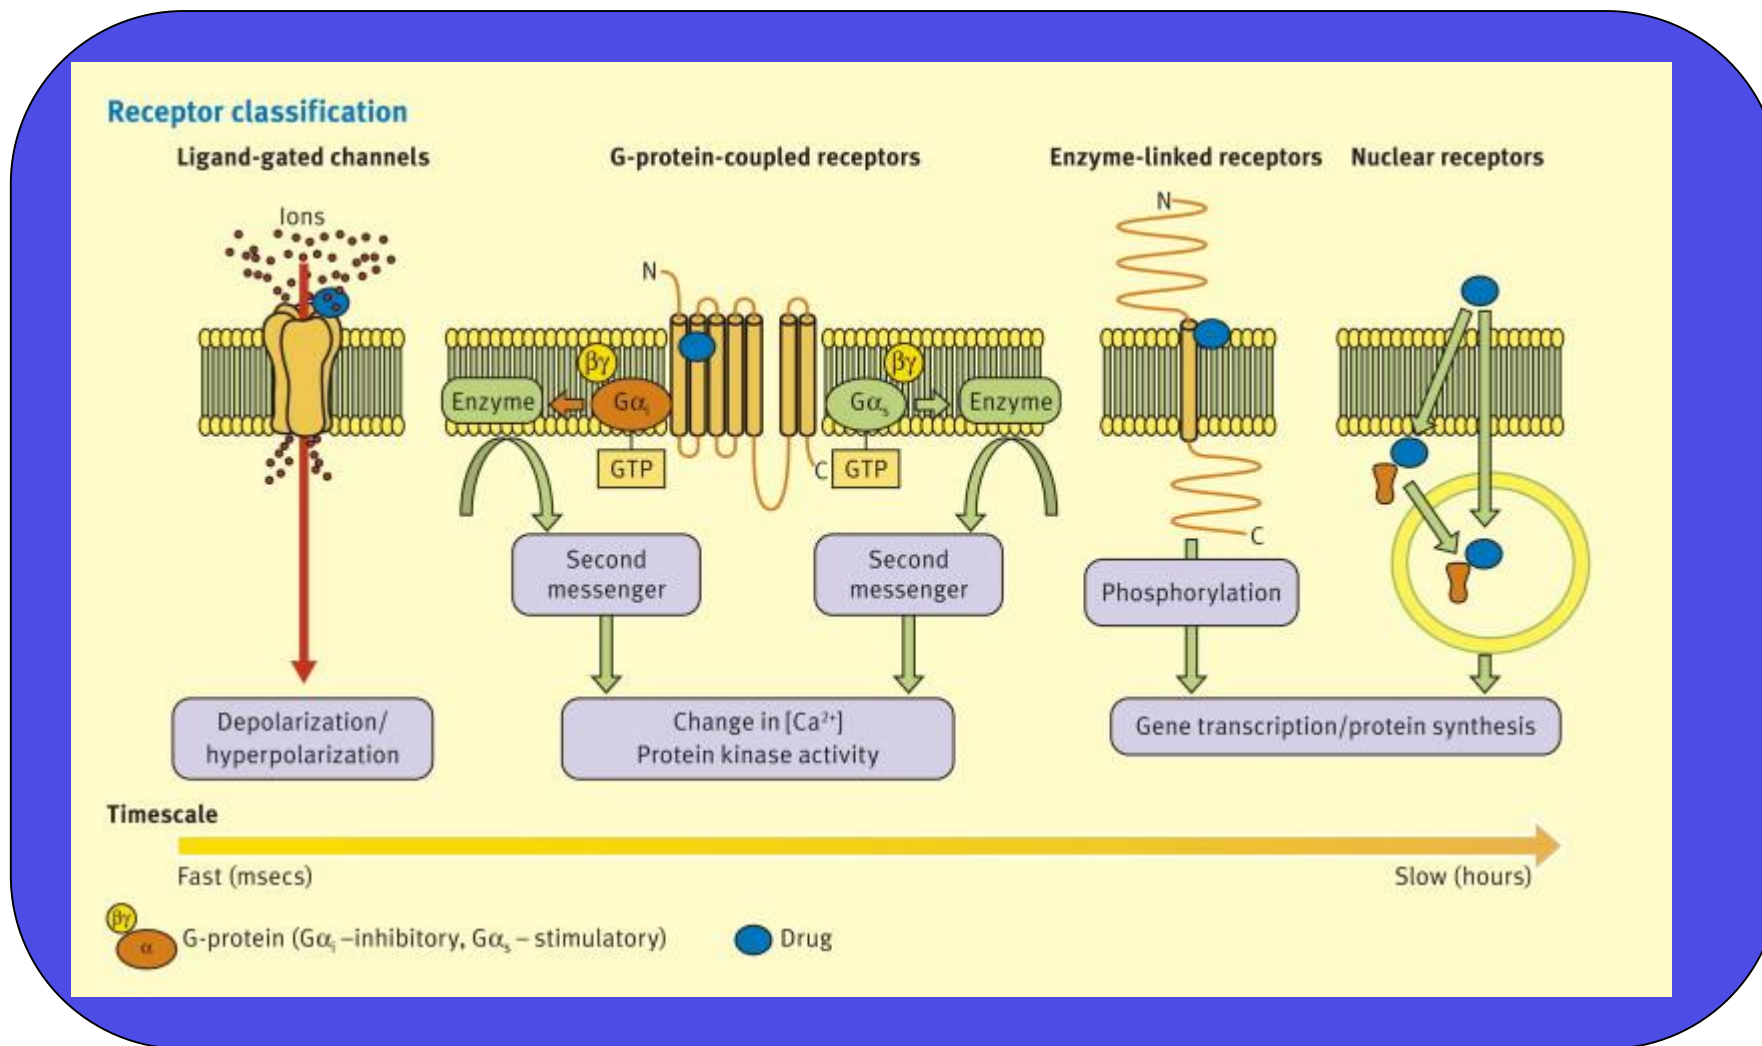 Receptor classification
Ligand-gated channels
G-protein-coupled receptors
Enzyme-linked receptors
Nuclear receptors
Ions
N
βγ
Enzyme
Gαᵢ
GTP
C
βγ
Gαₛ
Enzyme
GTP
N
C
Second
messenger
Second
messenger
Phosphorylation
Depolarization/
hyperpolarization
Change in [Ca²⁺]
Protein kinase activity
Gene transcription/protein synthesis
Timescale
Fast (msecs)
Slow (hours)
βγ
α
G-protein (Gαᵢ –inhibitory, Gαₛ – stimulatory)
Drug